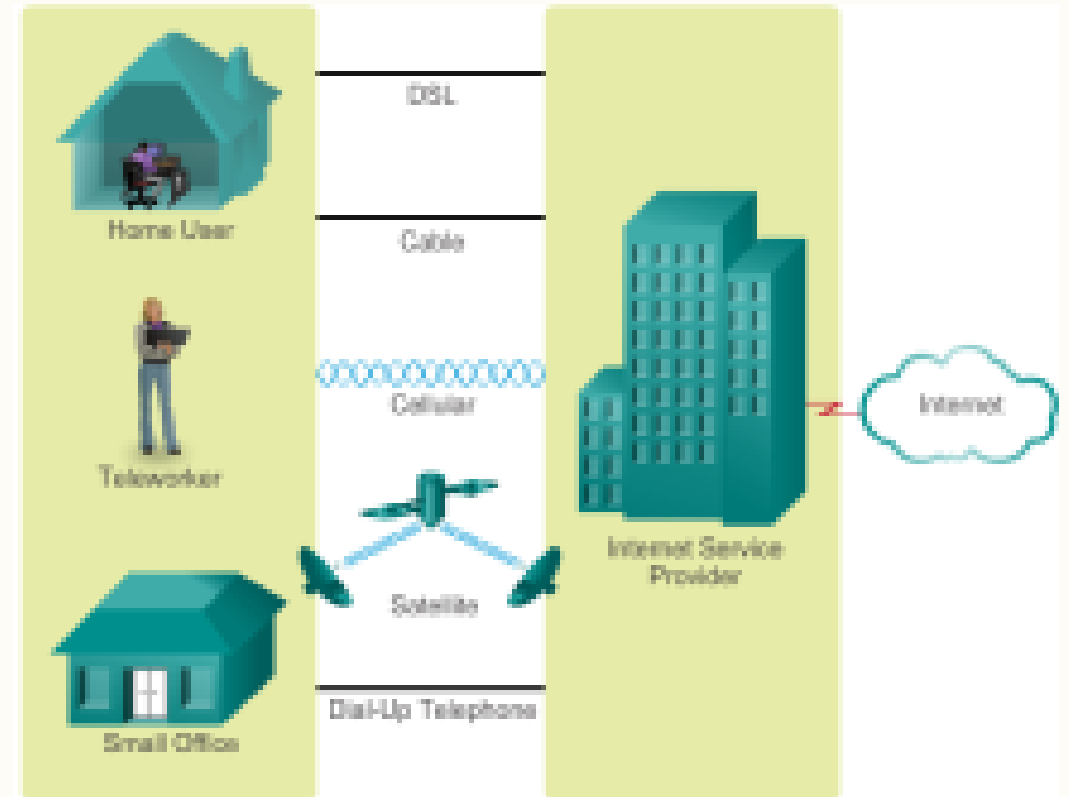 DSL
Home User
Cable
Cellular
Internet
Teleworker
Internet Service
Provider
Satellite
Dial-Up Telephone
Small Office